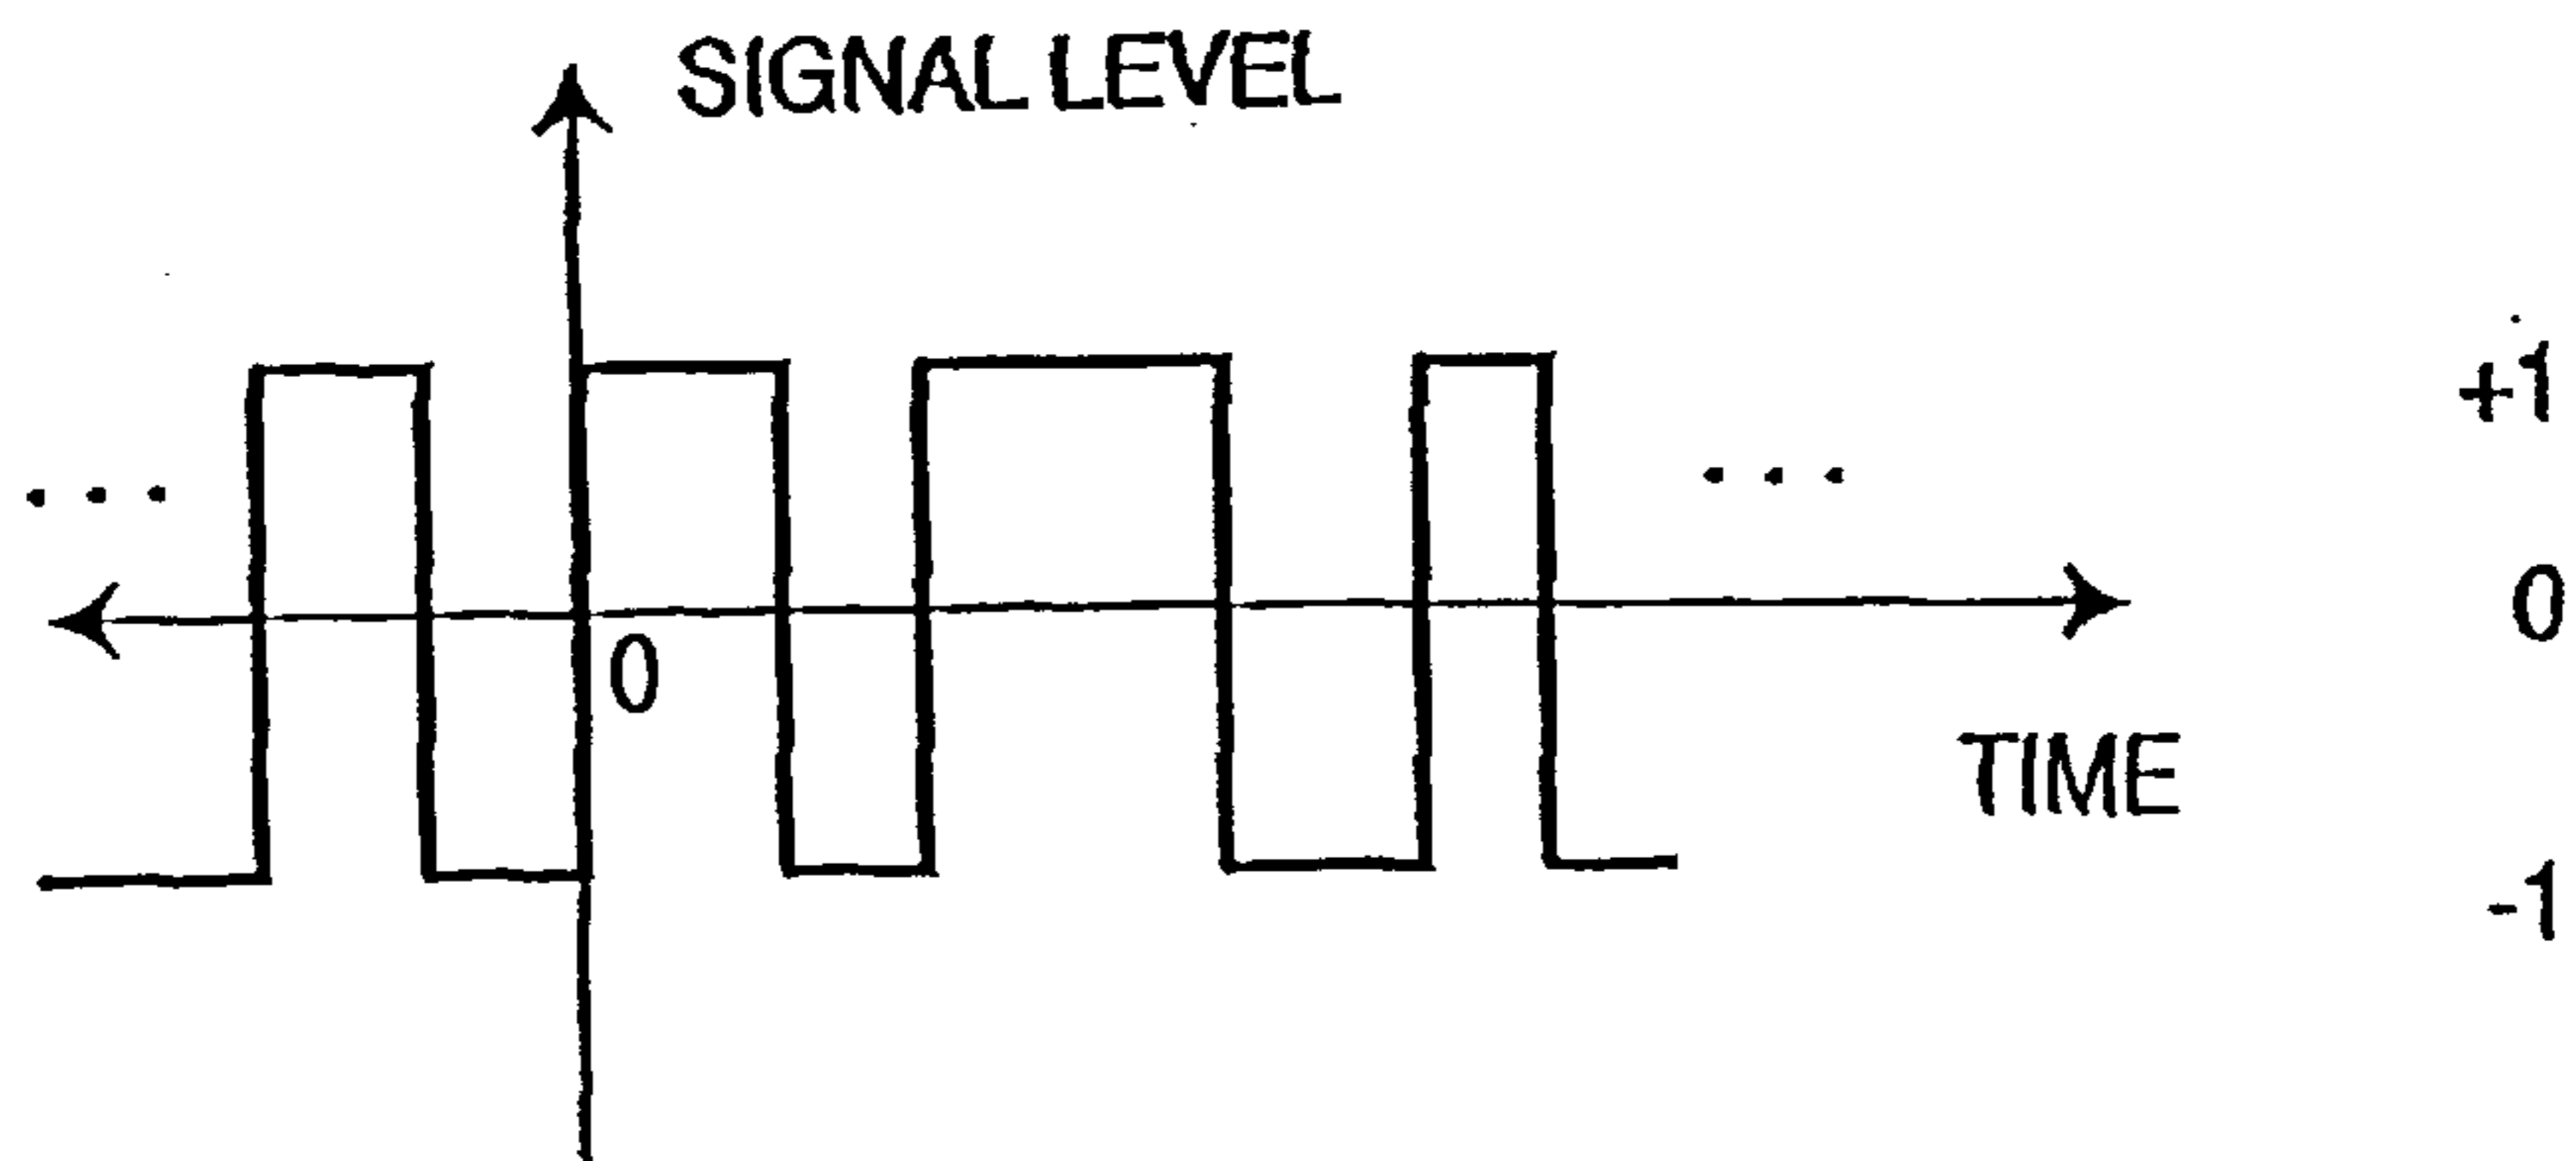 SIGNAL LEVEL
+1
. . .
. . .
0
0
TIME
-1